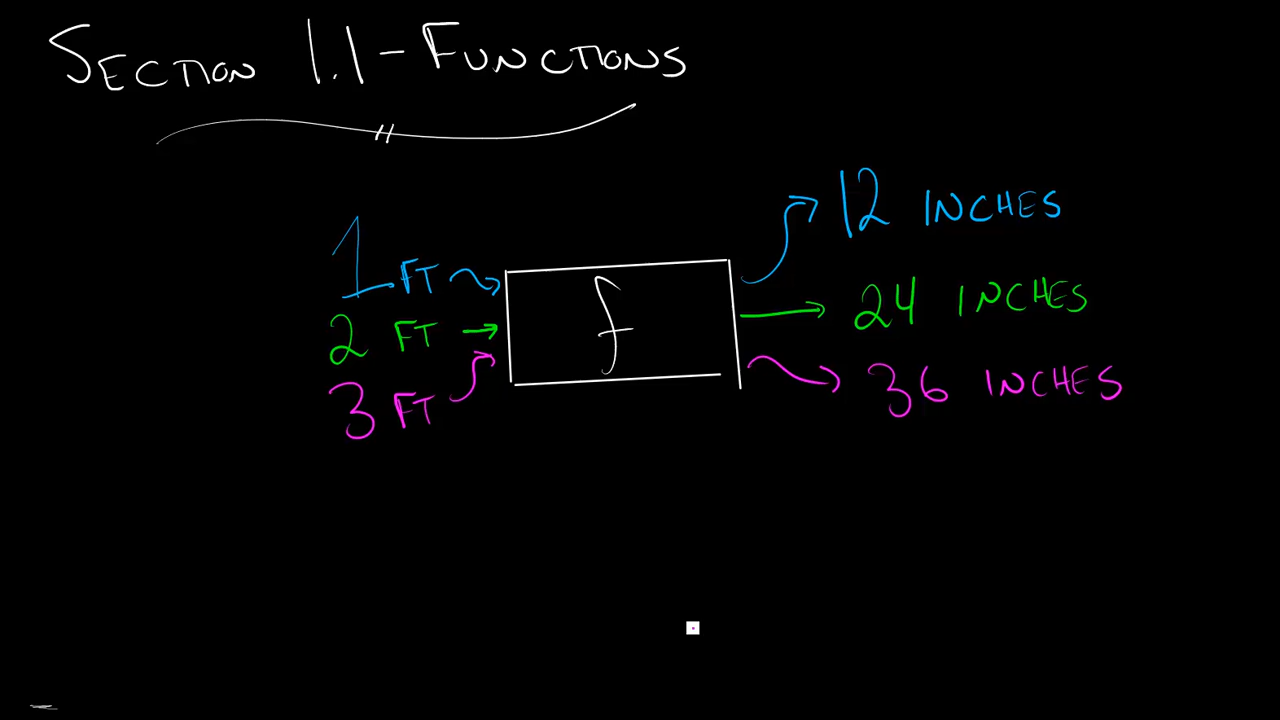 SECTION 1.1 - FUNCTIONS
1 FT f 12 INCHES
2 FT 24 INCHES
3 FT 36 INCHES